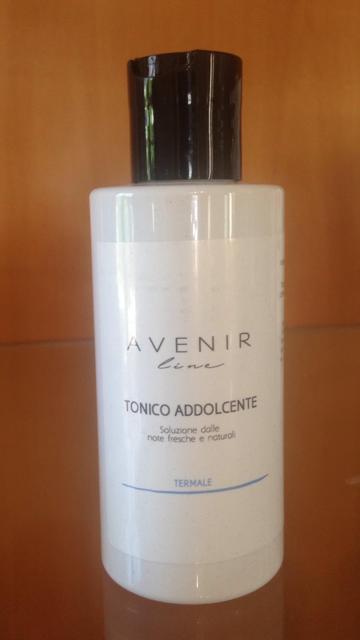 AVENIR
line
TONICO ADDOLCENTE
Soluzione dalle
note fresche e naturali
TERMALE